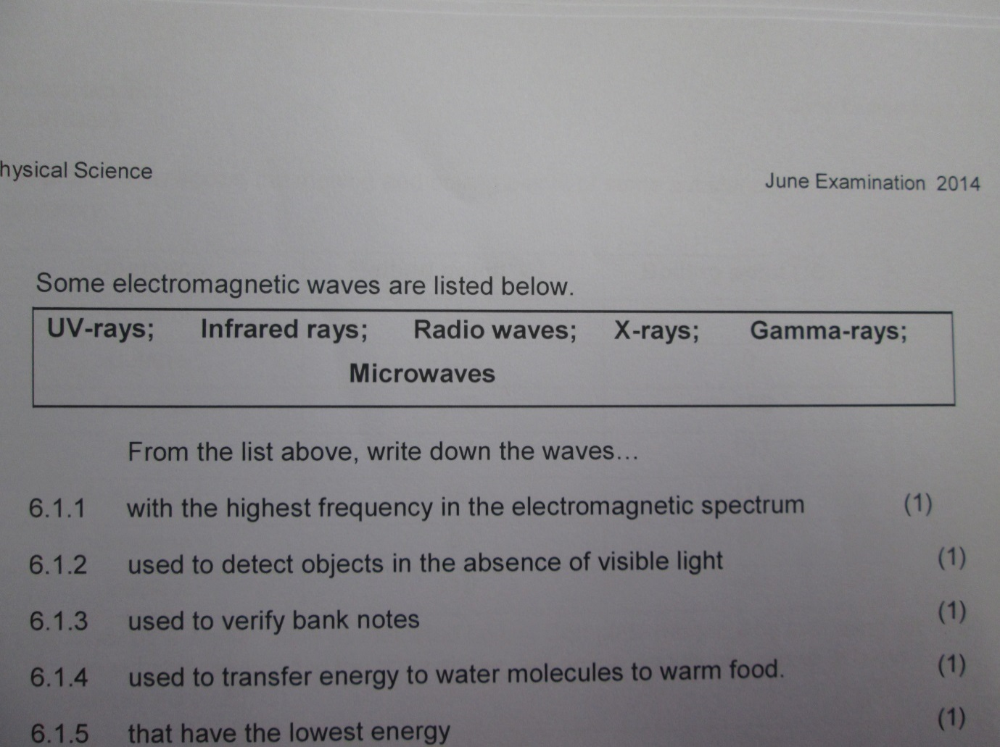 hysical Science
June Examination 2014
Some electromagnetic waves are listed below.
UV-rays; Infrared rays; Radio waves; X-rays; Gamma-rays;
Microwaves
From the list above, write down the waves...
6.1.1 with the highest frequency in the electromagnetic spectrum (1)
6.1.2 used to detect objects in the absence of visible light (1)
6.1.3 used to verify bank notes (1)
6.1.4 used to transfer energy to water molecules to warm food. (1)
6.1.5 that have the lowest energy (1)